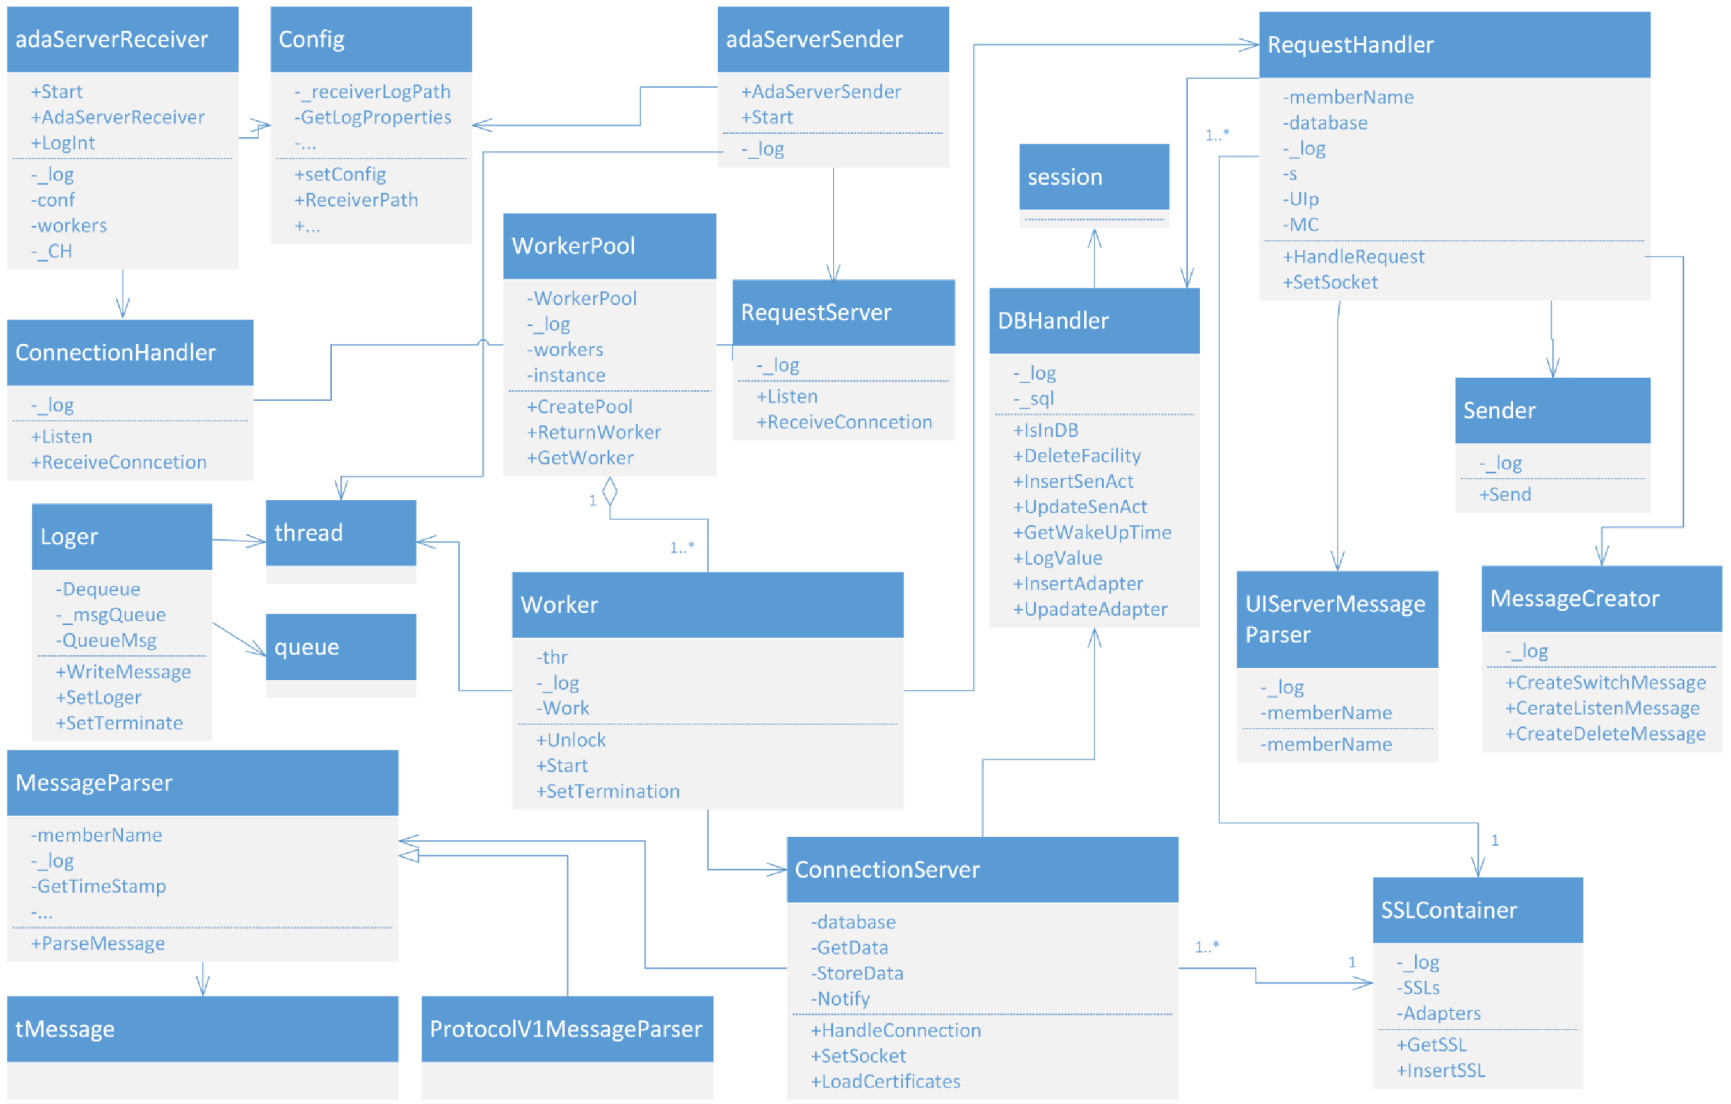 adaServerReceiver
+Start
+AdaServerReceiver
+LogInt
-_log
-conf
-workers
-_CH
Config
-_receiverLogPath
-GetLogProperties
-...
+setConfig
+ReceiverPath
+...
adaServerSender
+AdaServerSender
+Start
-_log
RequestHandler
-memberName
-database
-_log
-s
-UIp
-MC
+HandleRequest
+SetSocket
1..*
session
WorkerPool
-WorkerPool
-_log
-workers
-instance
+CreatePool
+ReturnWorker
+GetWorker
1
1..*
RequestServer
-_log
+Listen
+ReceiveConncetion
DBHandler
-_log
-_sql
+IsInDB
+DeleteFacility
+InsertSenAct
+UpdateSenAct
+GetWakeUpTime
+LogValue
+InsertAdapter
+UpadateAdapter
ConnectionHandler
-_log
+Listen
+ReceiveConncetion
Sender
-_log
+Send
Loger
-Dequeue
-_msgQueue
-QueueMsg
+WriteMessage
+SetLoger
+SetTerminate
thread
queue
Worker
-thr
-_log
-Work
+Unlock
+Start
+SetTermination
UIServerMessage
Parser
-_log
-memberName
-memberName
MessageCreator
-_log
+CreateSwitchMessage
+CerateListenMessage
+CreateDeleteMessage
MessageParser
-memberName
-_log
-GetTimeStamp
-...
+ParseMessage
tMessage
ProtocolV1MessageParser
ConnectionServer
-database
-GetData
-StoreData
-Notify
+HandleConnection
+SetSocket
+LoadCertificates
1..*
1
1
SSLContainer
-_log
-SSLs
-Adapters
+GetSSL
+InsertSSL